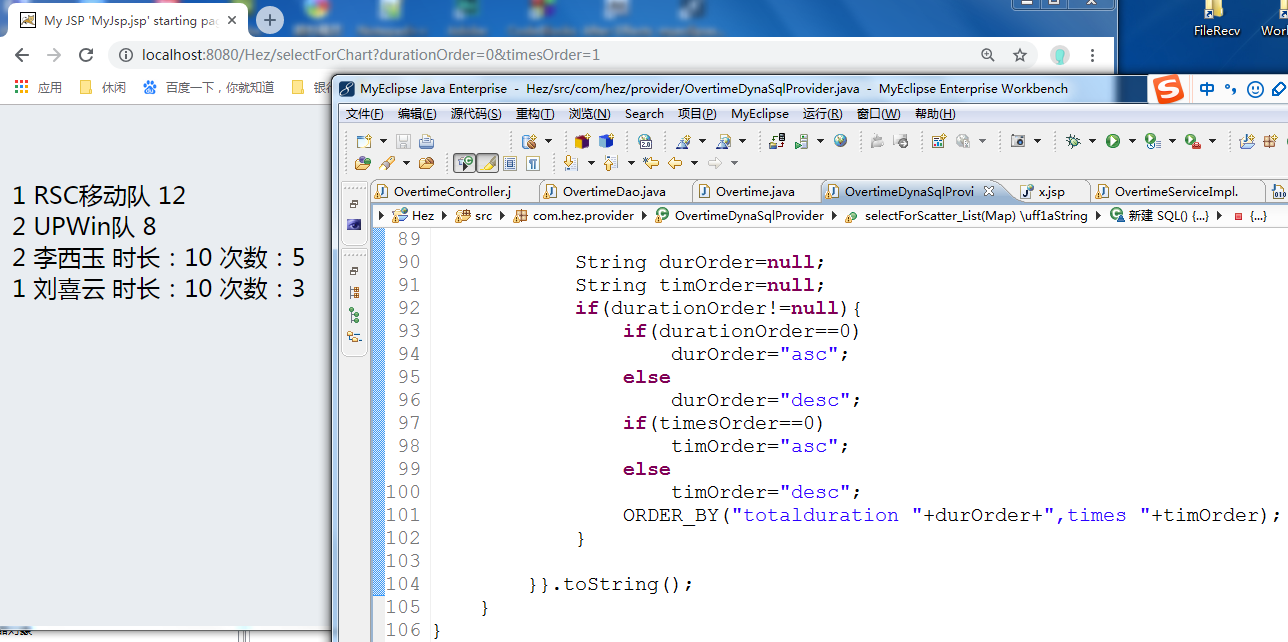 My JSP 'MyJsp.jsp' starting pa
localhost:8080/Hez/selectForChart?durationOrder=0&timesOrder=1
应用 休闲 百度一下，你就知道 银行
FileRecv
Work
中
1 RSC移动队 12
2 UPWin队 8
2 李西玉 时长：10 次数：5
1 刘喜云 时长：10 次数：3
MyEclipse Java Enterprise - Hez/src/com/hez/provider/OvertimeDynaSqlProvider.java - MyEclipse Enterprise Workbench
文件(F) 编辑(E) 源代码(S) 重构(T) 浏览(N) Search 项目(P) MyEclipse 运行(R) 窗口(W) 帮助(H)
OvertimeController.j OvertimeDao.java Overtime.java OvertimeDynaSqlProvi x.jsp OvertimeServiceImpl.
Hez src com.hez.provider OvertimeDynaSqlProvider selectForScatter_List(Map) \uff1aString 新建 SQL() {...} {...}
89
90 String durOrder=null;
91 String timOrder=null;
92 if(durationOrder!=null){
93 if(durationOrder==0)
94 durOrder="asc";
95 else
96 durOrder="desc";
97 if(timesOrder==0)
98 timOrder="asc";
99 else
100 timOrder="desc";
101 ORDER_BY("totalduration "+durOrder+",times "+timOrder);
102 }
103
104 }}.toString();
105 }
106 }